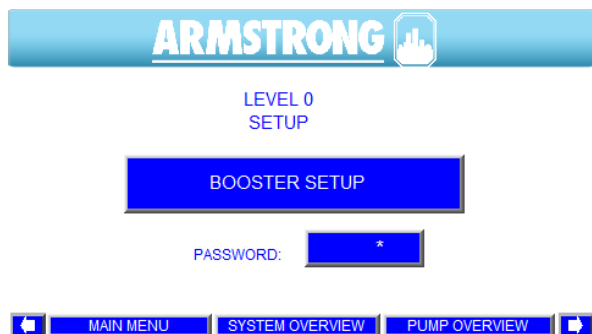 ARMSTRONG
LEVEL 0
SETUP
BOOSTER SETUP
PASSWORD: *
MAIN MENU SYSTEM OVERVIEW PUMP OVERVIEW